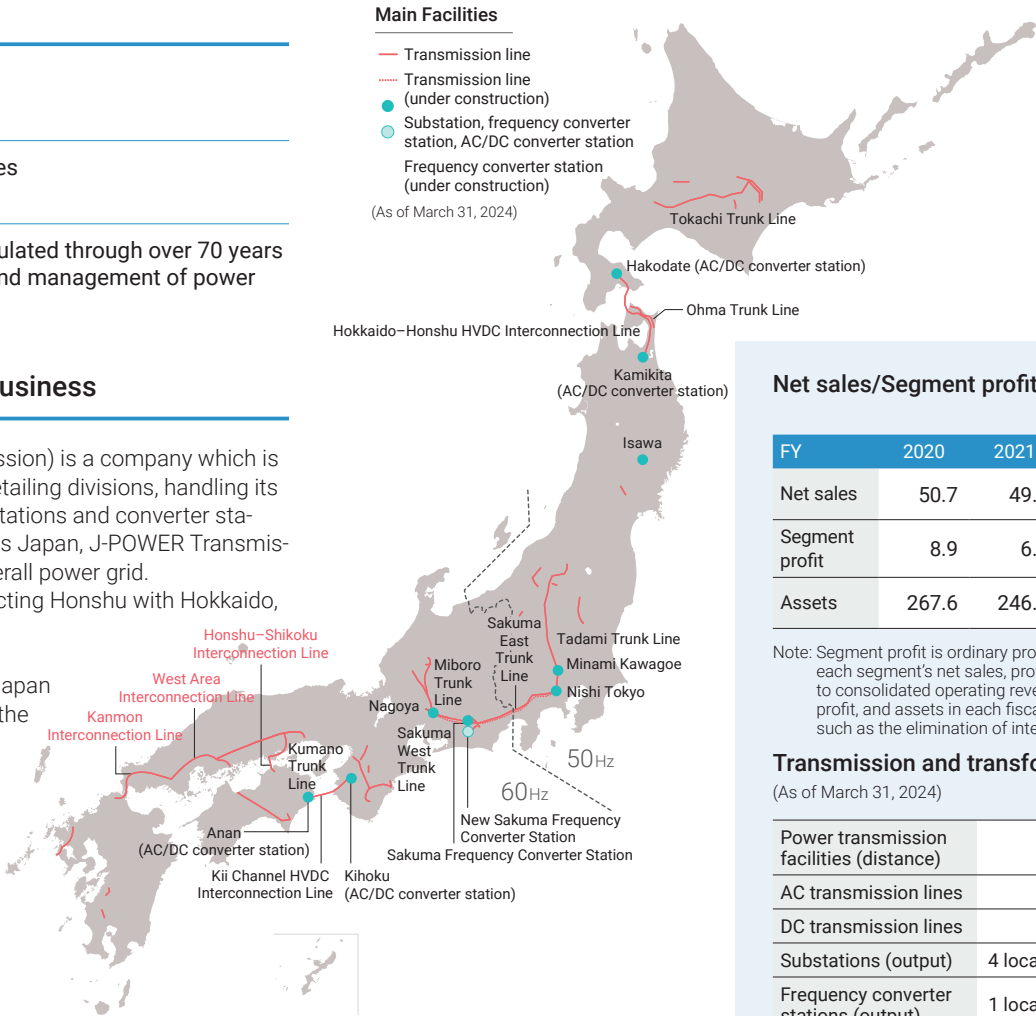 Main Facilities
Transmission line
Transmission line
(under construction)
Substation, frequency converter
station, AC/DC converter station
Frequency converter station
(under construction)
(As of March 31, 2024)
es
ulated through over 70 years
nd management of power
usiness
ssion) is a company which is
etailing divisions, handling its
tations and converter sta-
s Japan, J-POWER Transmis-
erall power grid.
cting Honshu with Hokkaido,
apan
the
Tokachi Trunk Line
Hakodate (AC/DC converter station)
Ohma Trunk Line
Hokkaido–Honshu HVDC Interconnection Line
Kamikita
(AC/DC converter station)
Isawa
Sakuma
East
Trunk
Line
Tadami Trunk Line
Minami Kawagoe
Nishi Tokyo
Miboro
Trunk
Line
Nagoya
Sakuma
West
Trunk
Line
Honshu–Shikoku
Interconnection Line
West Area
Interconnection Line
Kanmon
Interconnection Line
Kumano
Trunk
Line
50Hz
60Hz
New Sakuma Frequency
Converter Station
Sakuma Frequency Converter Station
Anan
(AC/DC converter station)
Kii Channel HVDC
Interconnection Line
Kihoku
(AC/DC converter station)
Net sales/Segment profit
FY 2020 2021
Net sales 50.7 49.
Segment
profit 8.9 6.
Assets 267.6 246.
Note: Segment profit is ordinary pro
each segment's net sales, pro
to consolidated operating reve
profit, and assets in each fisca
such as the elimination of inte
Transmission and transfo
(As of March 31, 2024)
Power transmission
facilities (distance)
AC transmission lines
DC transmission lines
Substations (output) 4 loca
Frequency converter
stations (output) 1 loca